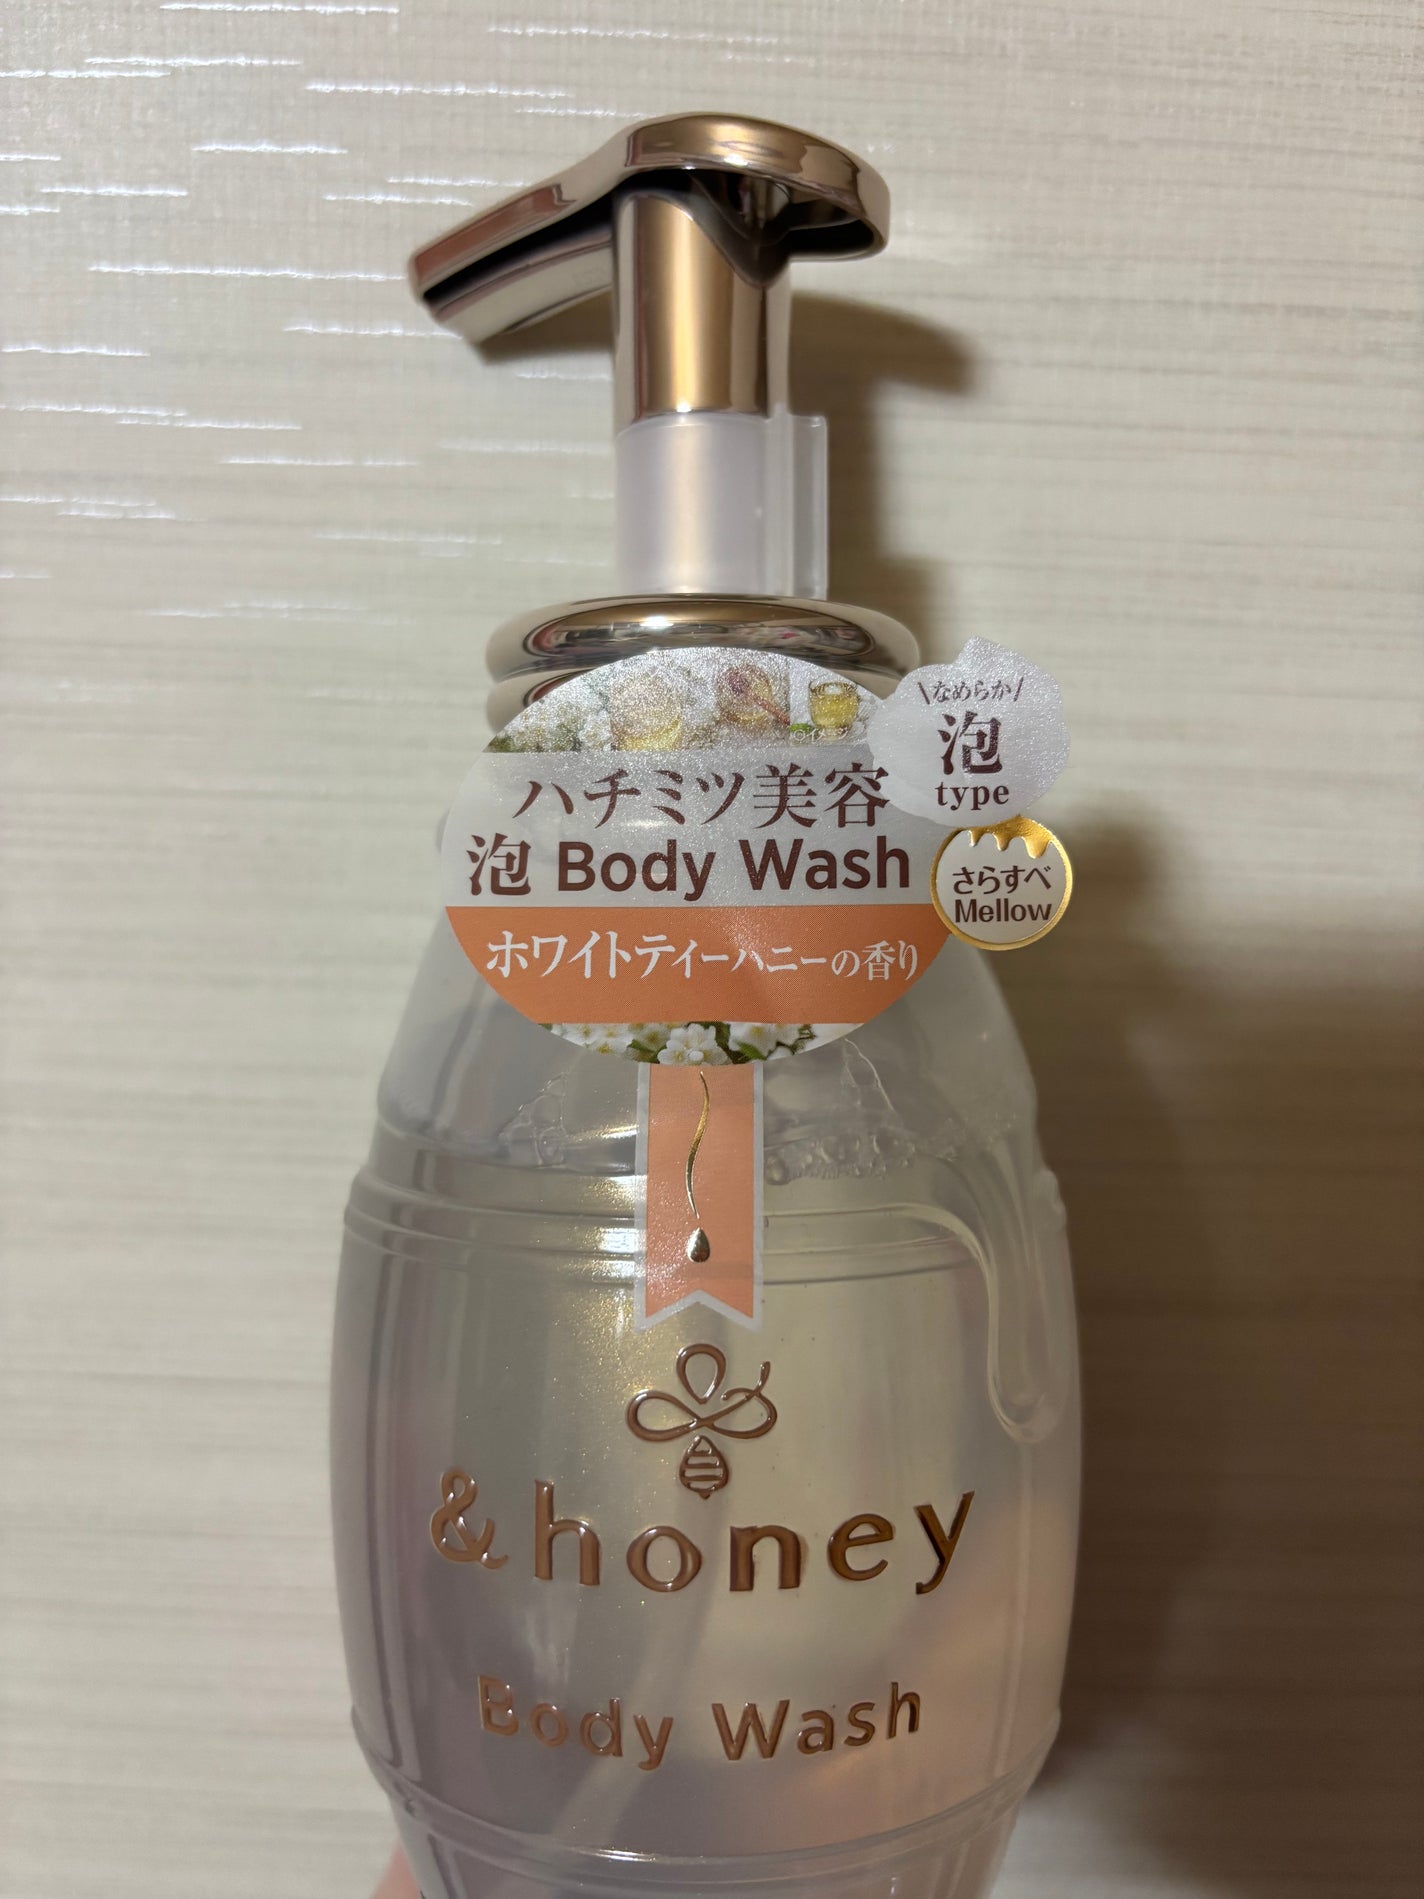 \なめらか/
泡
type
ハチミツ美容
泡 Body Wash
さらすべ
Mellow
ホワイトティーハニーの香り
&honey
Body Wash